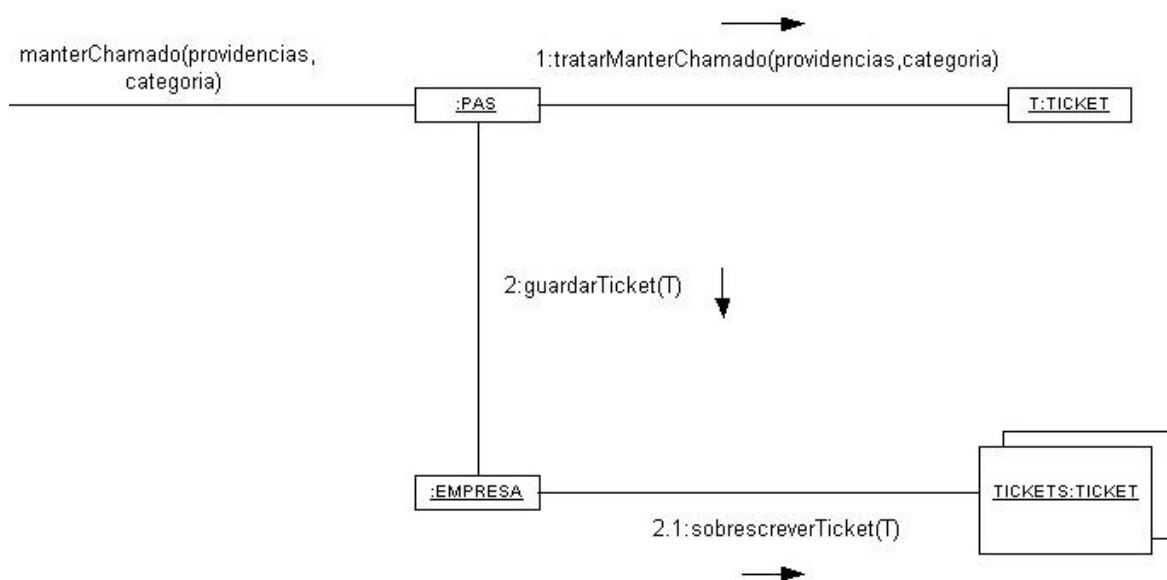 manterChamado(providencias,
categoria)
1:tratarManterChamado(providencias,categoria)
:PAS
T:TICKET
2:guardarTicket(T)
:EMPRESA
TICKETS:TICKET
2.1:sobrescreverTicket(T)